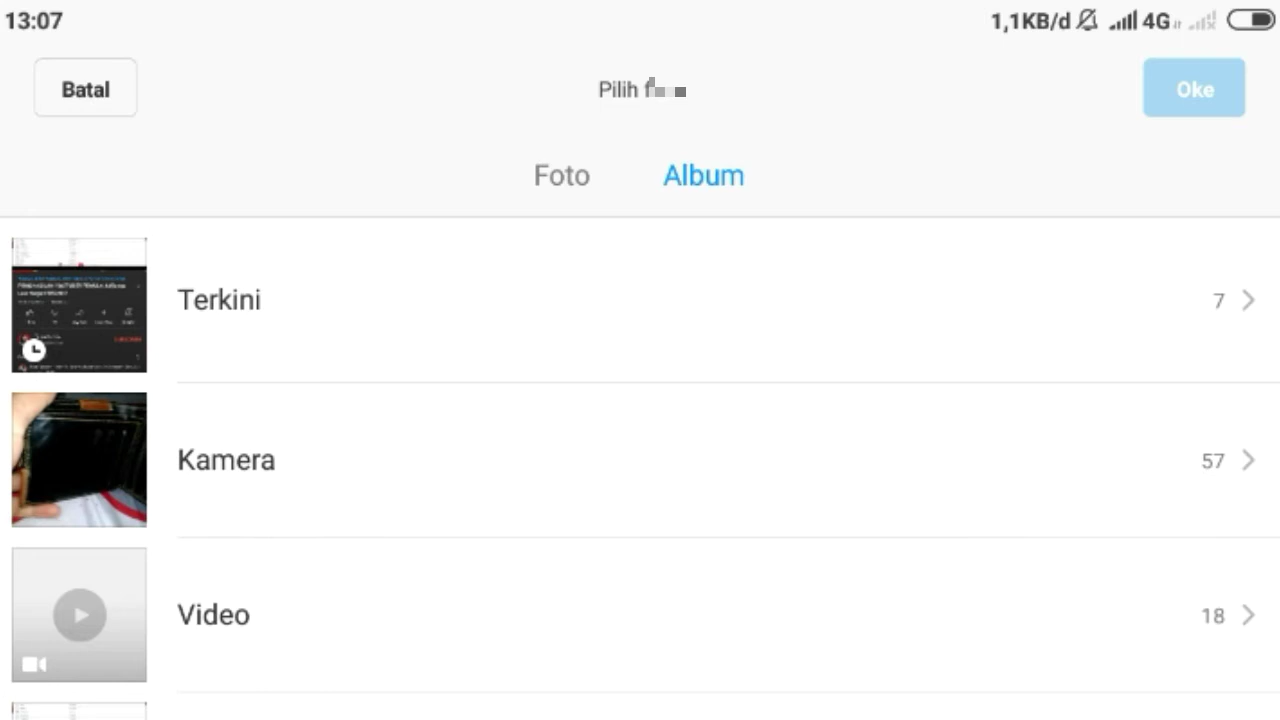 13:07
1,1KB/d 4G
Batal
Pilih
Oke
Foto
Album
Terkini
7
Kamera
57
Video
18